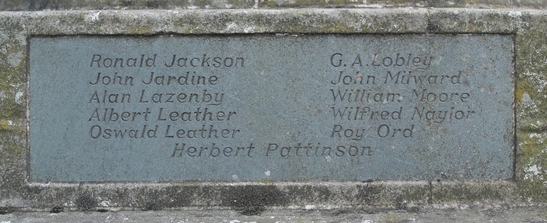 Ronald Jackson G. A. Lobley
John Jardine John Milward
Alan Lazenby William Moore
Albert Leather Wilfred Naylor
Oswald Leather Roy Ord
Herbert Pattinson